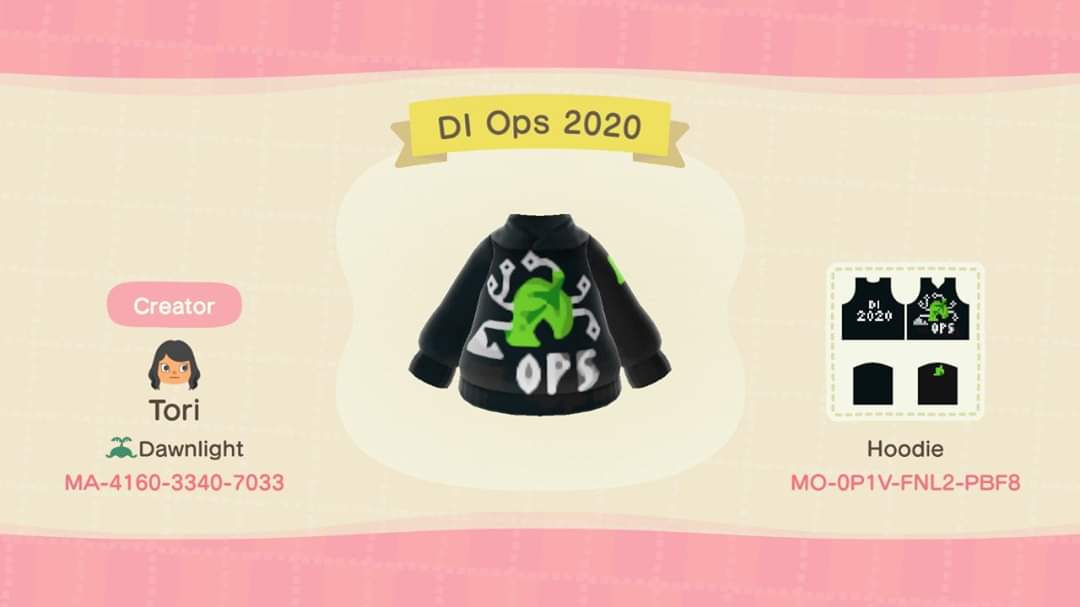 DI Ops 2020
Creator
Tori
Dawnlight
MA-4160-3340-7033
OPS
DI
2020
OPS
Hoodie
MO-0P1V-FNL2-PBF8